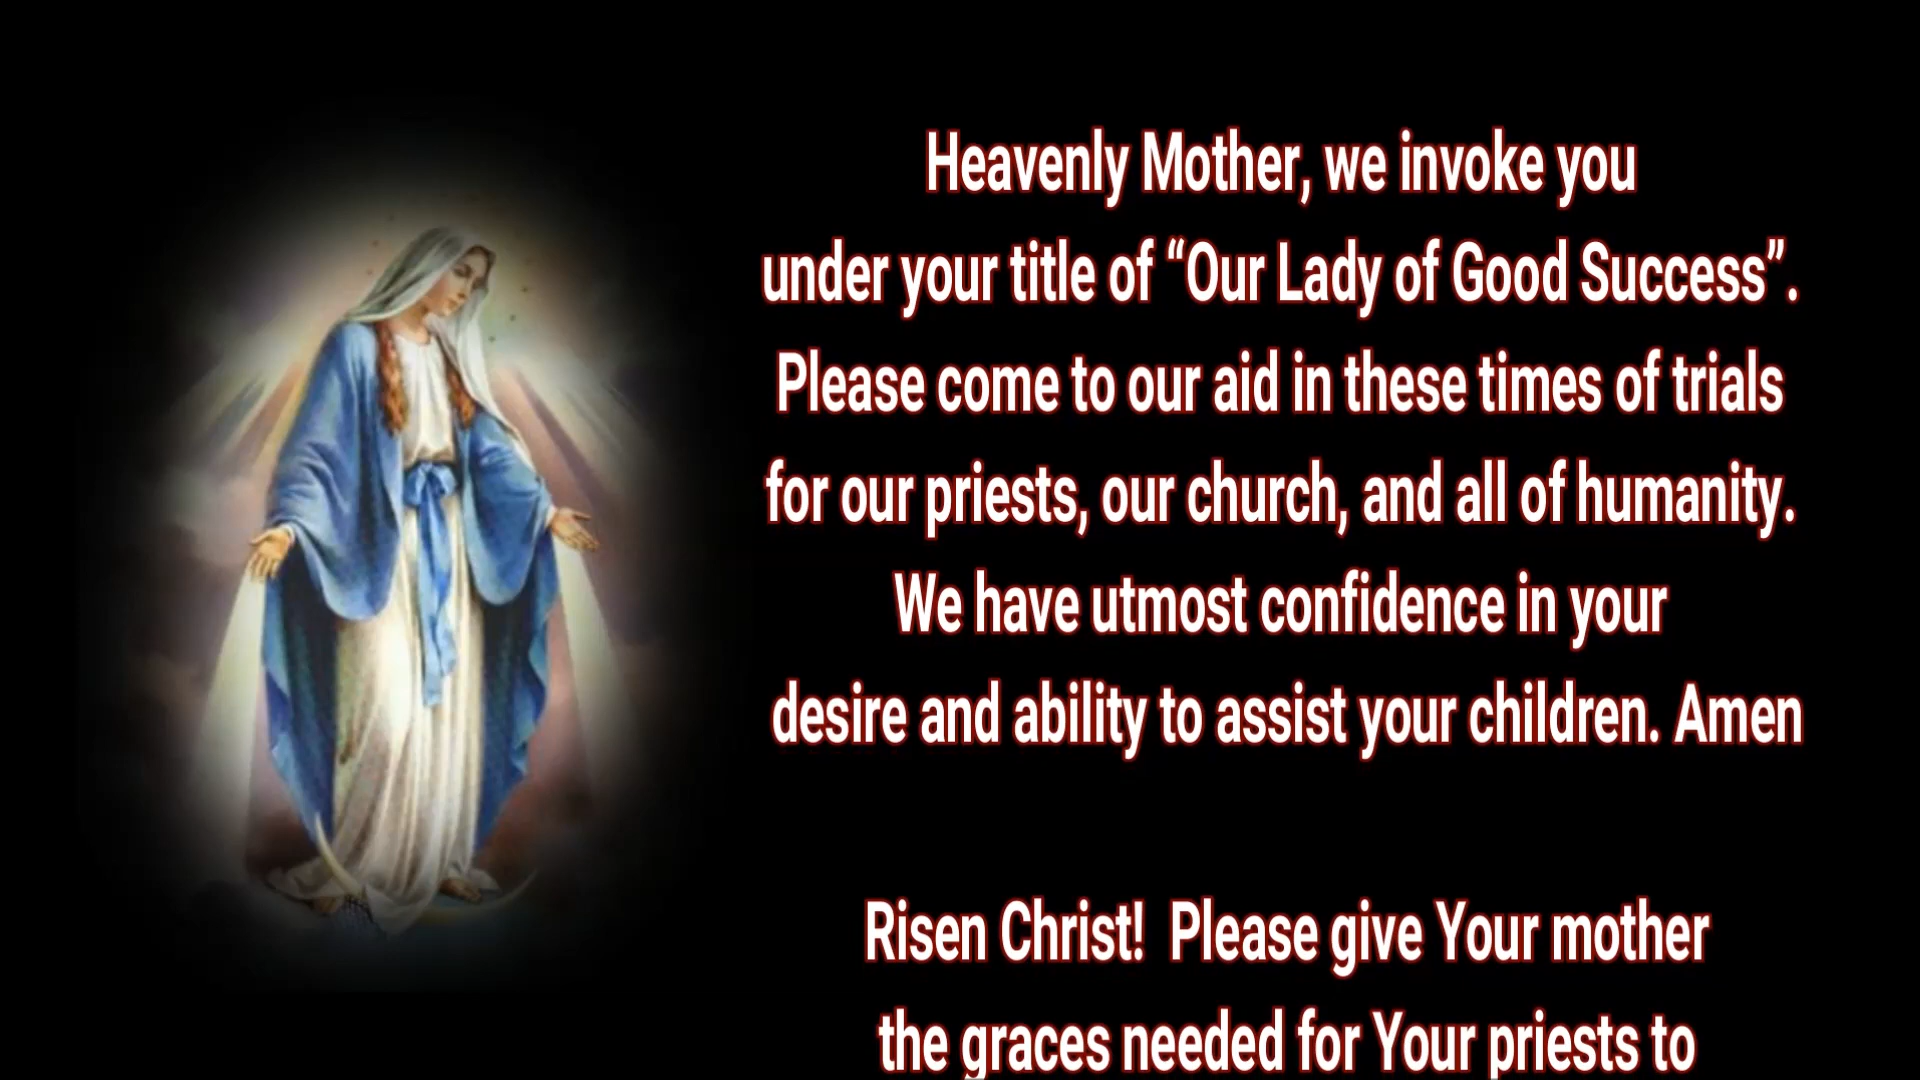 Heavenly Mother, we invoke you
under your title of “Our Lady of Good Success”.
Please come to our aid in these times of trials
for our priests, our church, and all of humanity.
We have utmost confidence in your
desire and ability to assist your children. Amen
Risen Christ!  Please give Your mother
the graces needed for Your priests to